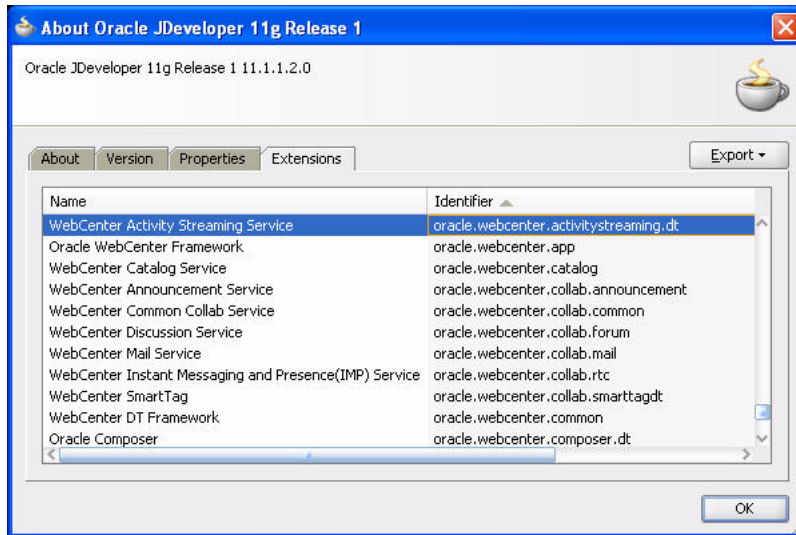 About Oracle JDeveloper 11g Release 1
Oracle JDeveloper 11g Release 1 11.1.1.2.0
About Version Properties Extensions Export
Name Identifier
WebCenter Activity Streaming Service oracle.webcenter.activitystreaming.dt
Oracle WebCenter Framework oracle.webcenter.app
WebCenter Catalog Service oracle.webcenter.catalog
WebCenter Announcement Service oracle.webcenter.collab.announcement
WebCenter Common Collab Service oracle.webcenter.collab.common
WebCenter Discussion Service oracle.webcenter.collab.forum
WebCenter Mail Service oracle.webcenter.collab.mail
WebCenter Instant Messaging and Presence(IMP) Service oracle.webcenter.collab.rtc
WebCenter SmartTag oracle.webcenter.collab.smarttagdt
WebCenter DT Framework oracle.webcenter.common
Oracle Composer oracle.webcenter.composer.dt
OK